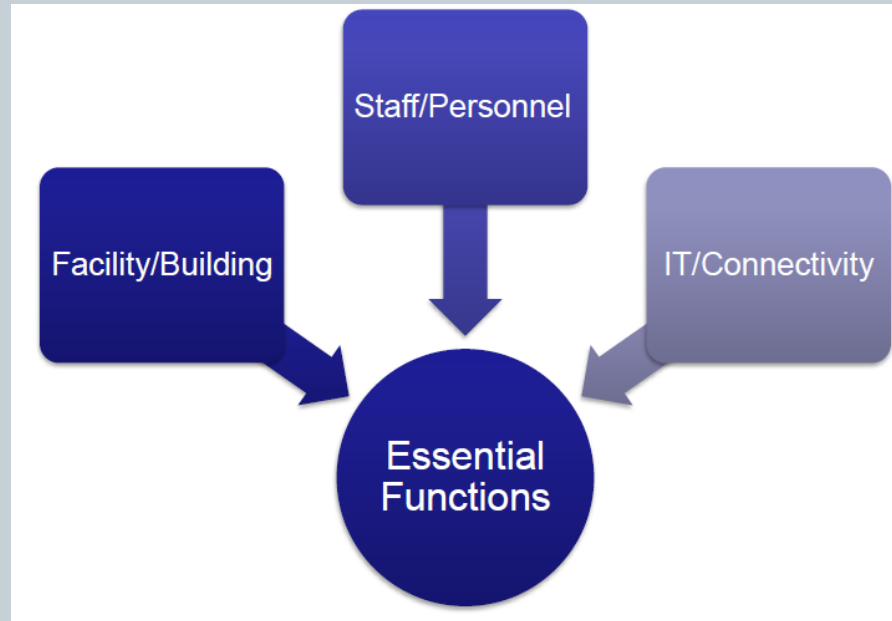 Staff/Personnel
Facility/Building
IT/Connectivity
Essential
Functions